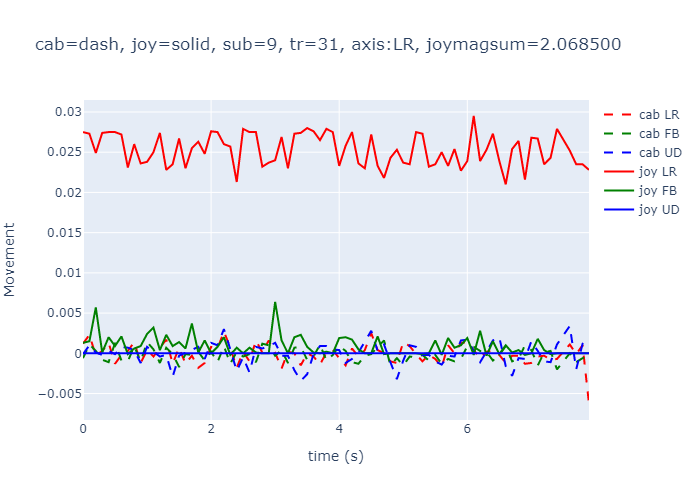 cab=dash, joy=solid, sub=9, tr=31, axis:LR, joymagsum=2.068500
0.03
0.025
0.02
0.015
0.01
0.005
0
−0.005
Movement
0 2 4 6
time (s)
cab LR
cab FB
cab UD
joy LR
joy FB
joy UD